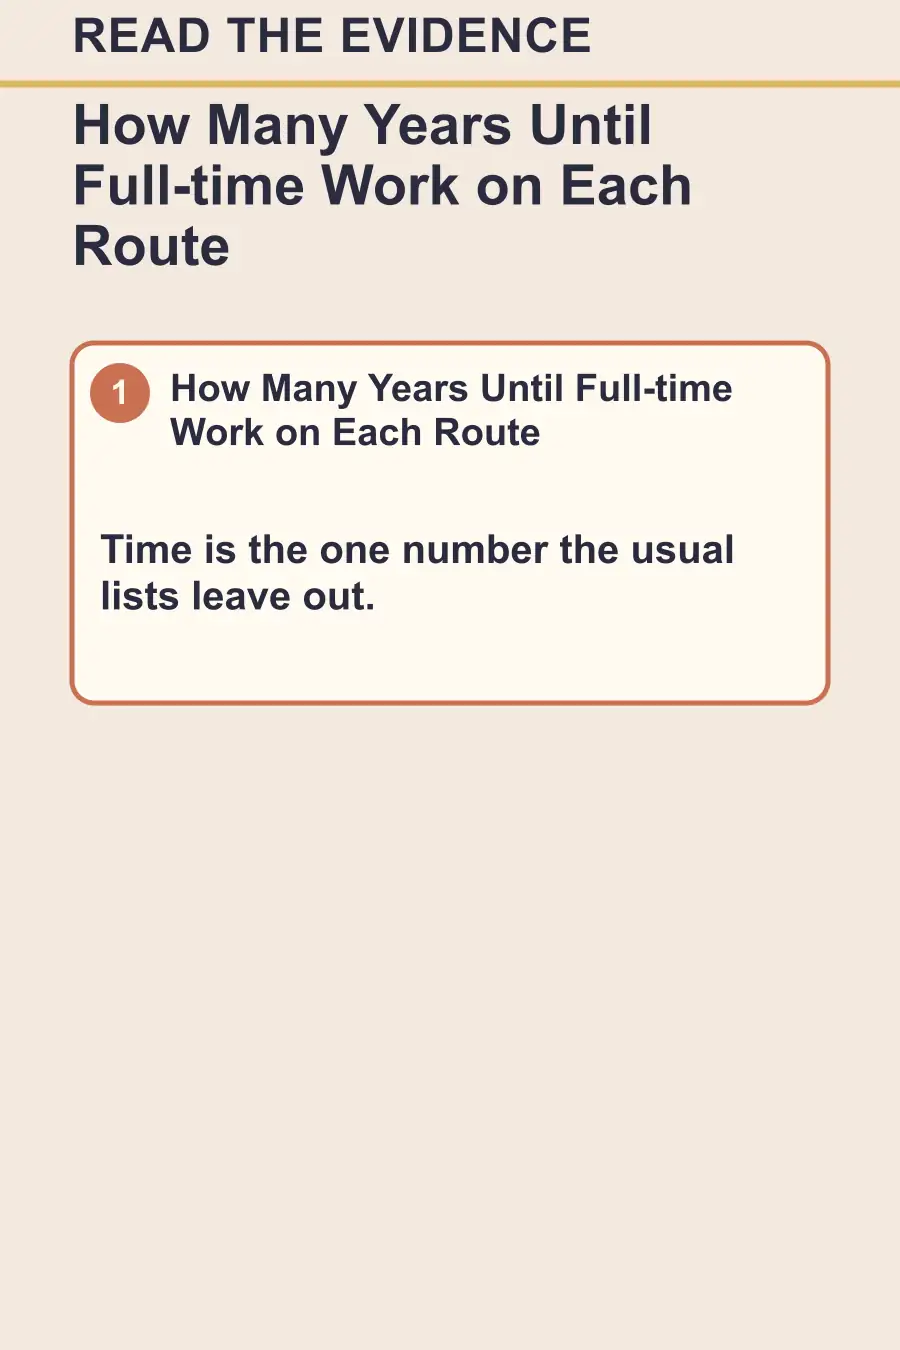 READ THE EVIDENCE
How Many Years Until
Full-time Work on Each
Route
1
How Many Years Until Full-time
Work on Each Route
Time is the one number the usual
lists leave out.